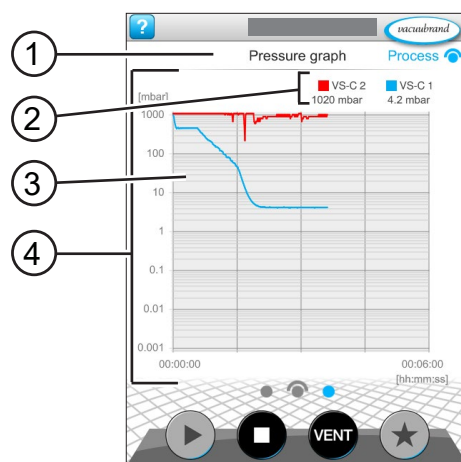 ?
vacuubrand
1
Pressure graph
Process
2
VS-C 2
VS-C 1
1020 mbar
4.2 mbar
[mbar]
1000
100
3
10
4
1
0.1
0.01
0.001
00:00:00
00:06:00
[hh:mm:ss]
VENT